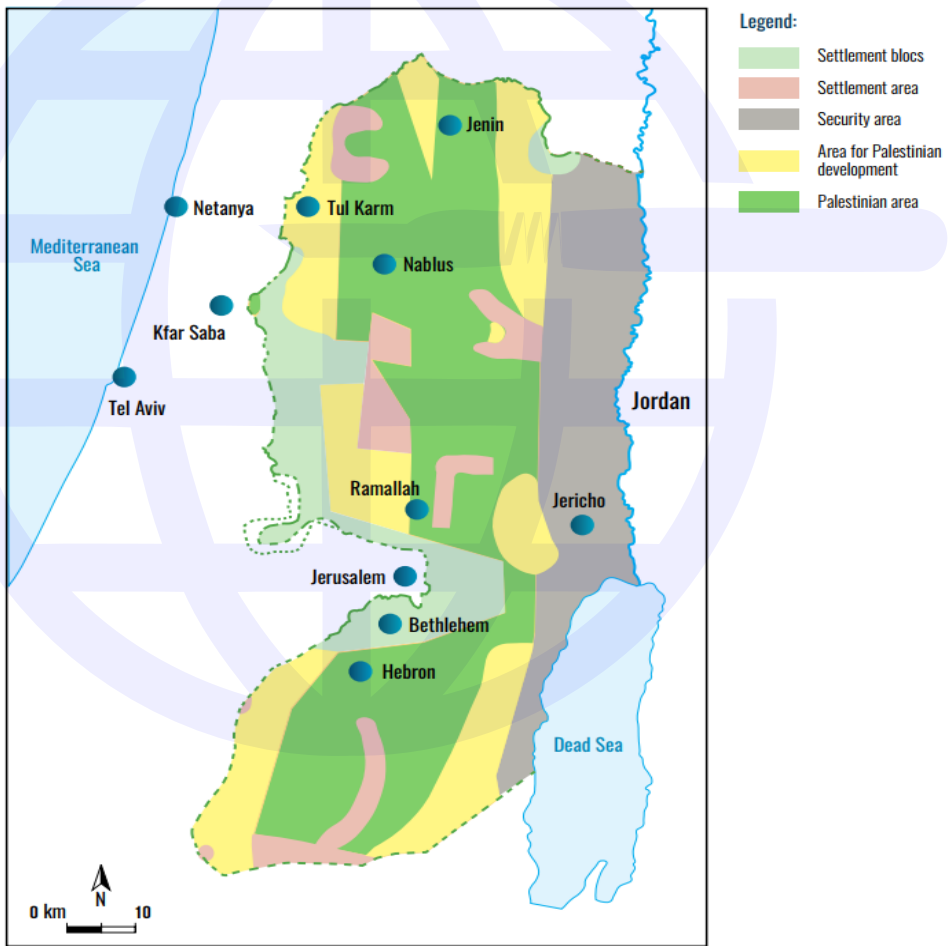 Legend:
Settlement blocs
Settlement area
Security area
Area for Palestinian
development
Palestinian area
Jenin
Netanya
Tul Karm
Mediterranean
Sea
Nablus
Kfar Saba
Tel Aviv
Jordan
Ramallah
Jericho
Jerusalem
Bethlehem
Hebron
Dead Sea
N
0 km 10